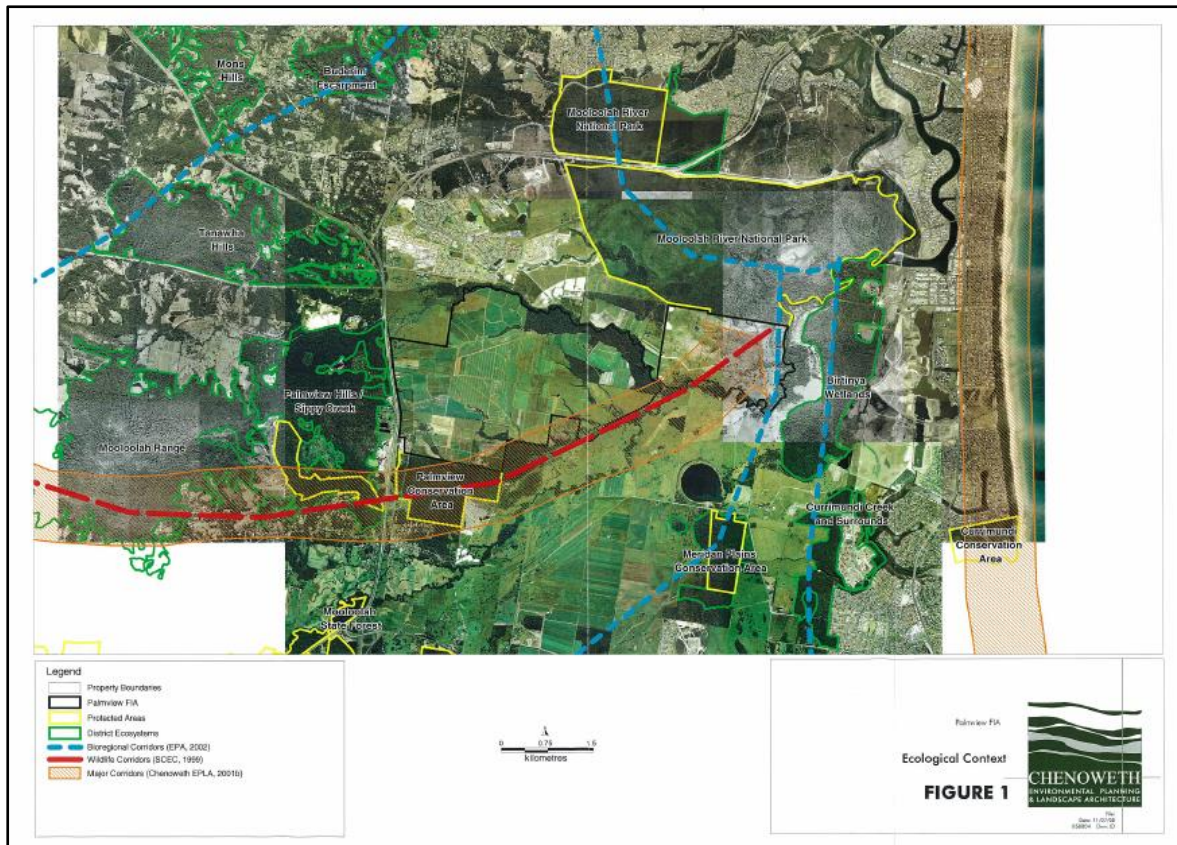 Mons
Hills
Buderim
Escarpment
Mooloolah River
National Park
Tanawha
Hills
Mooloolah River National Park
Palmview Hills /
Sippy Creek
Dirtinya
Wetlands
Mooloolah Range
Palmview
Conservation
Area
Currimundi Creek
and Surrounds
Meridan Plains
Conservation Area
Currimundi
Conservation
Area
Mooloolah
State Forest
Legend
Property Boundaries
Palmview FIA
Protected Areas
District Ecosystems
Bioregional Corridors (EPA, 2002)
Wildlife Corridors (SCEC, 1999)
Major Corridors (Chenoweth EPLA, 2001b)
0 0.75 1.5
kilometres
Palmview FIA
Ecological Context
FIGURE 1
CHENOWETH
ENVIRONMENTAL PLANNING
& LANDSCAPE ARCHITECTURE
File: